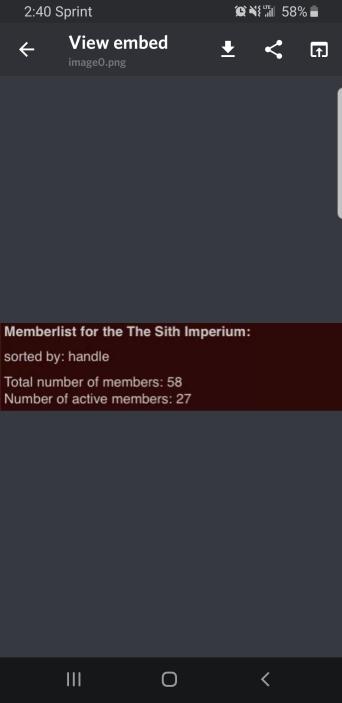 2:40 Sprint LTE 58%
View embed
image0.png
Memberlist for the The Sith Imperium:
sorted by: handle
Total number of members: 58
Number of active members: 27